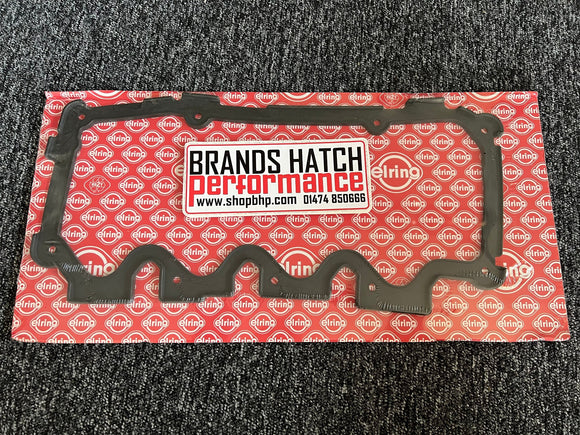 BRANDS HATCH
performance
www.shopbhp.com 01474 850666
elring